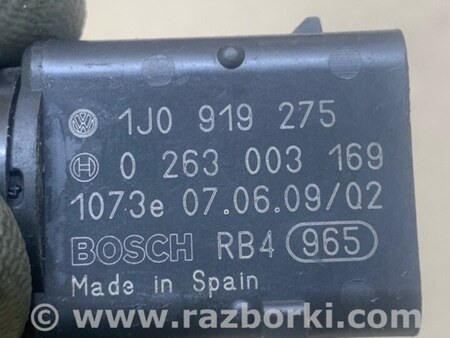 1J0 919 275
0 263 003 169
1073e 07.06.09/02
BOSCH RB4 965
Made in Spain
www.razborki.com